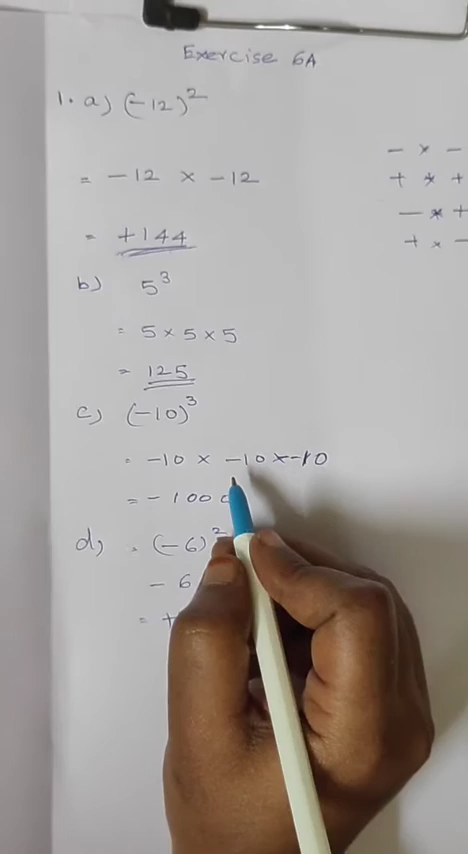 Exercise 6A
1. a) (-12)²
= -12 × -12
= +144
b) 5³
= 5 × 5 × 5
= 125
c) (-10)³
= -10 × -10 × -10
= - 100
d) = (-6)²
- 6
= +
- × -
+ × +
- × +
+ × -